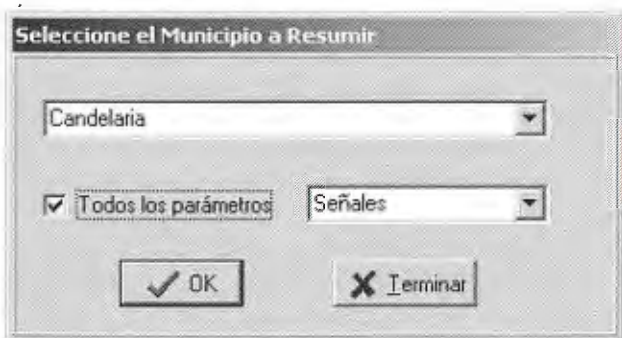 Seleccione el Municipio a Resumir
Candelaria
Todos los parámetros Señales
OK Terminar